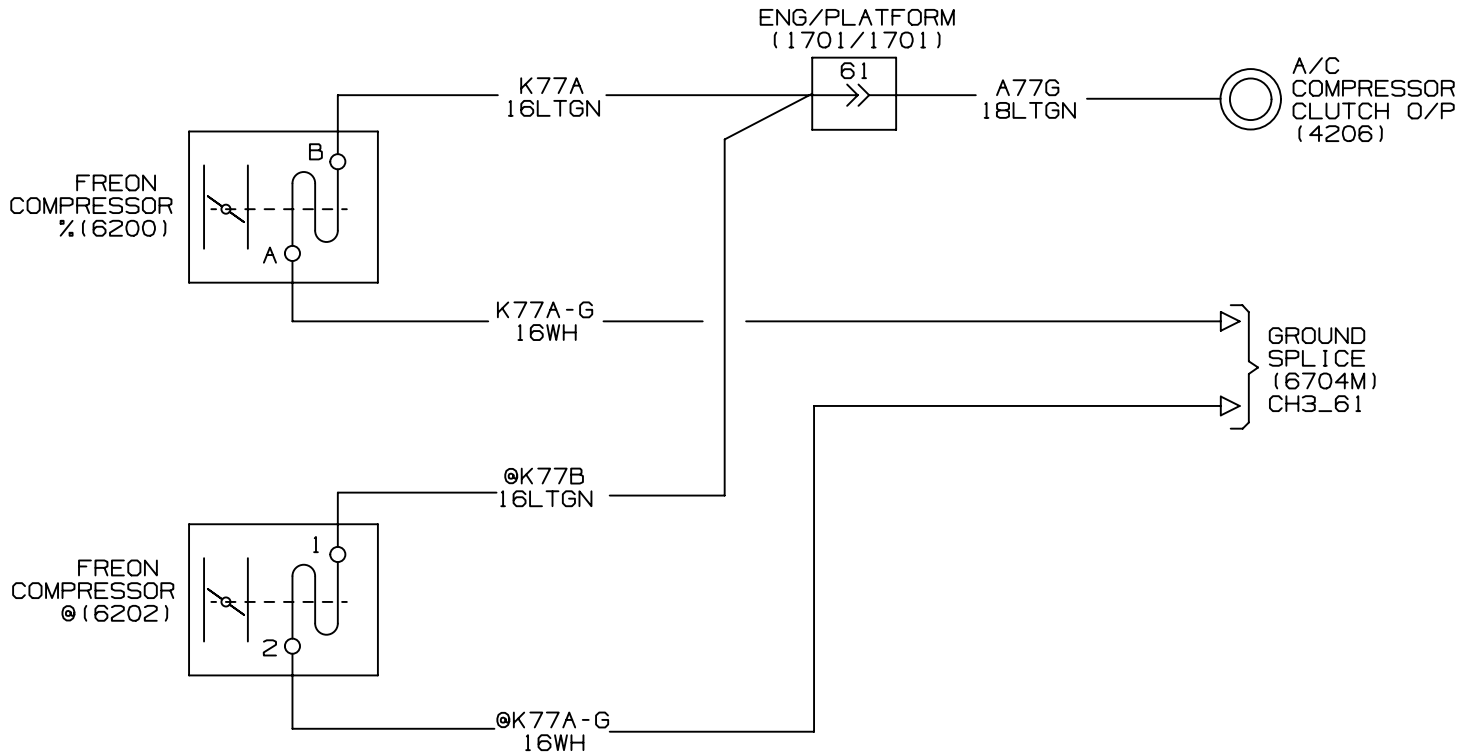 ENG/PLATFORM
(1701/1701)
61
K77A
16LTGN
A77G
18LTGN
A/C
COMPRESSOR
CLUTCH O/P
(4206)
B
FREON
COMPRESSOR
%(6200)
A
K77A-G
16WH
GROUND
SPLICE
(6704M)
CH3_61
@K77B
16LTGN
1
FREON
COMPRESSOR
@(6202)
2
@K77A-G
16WH